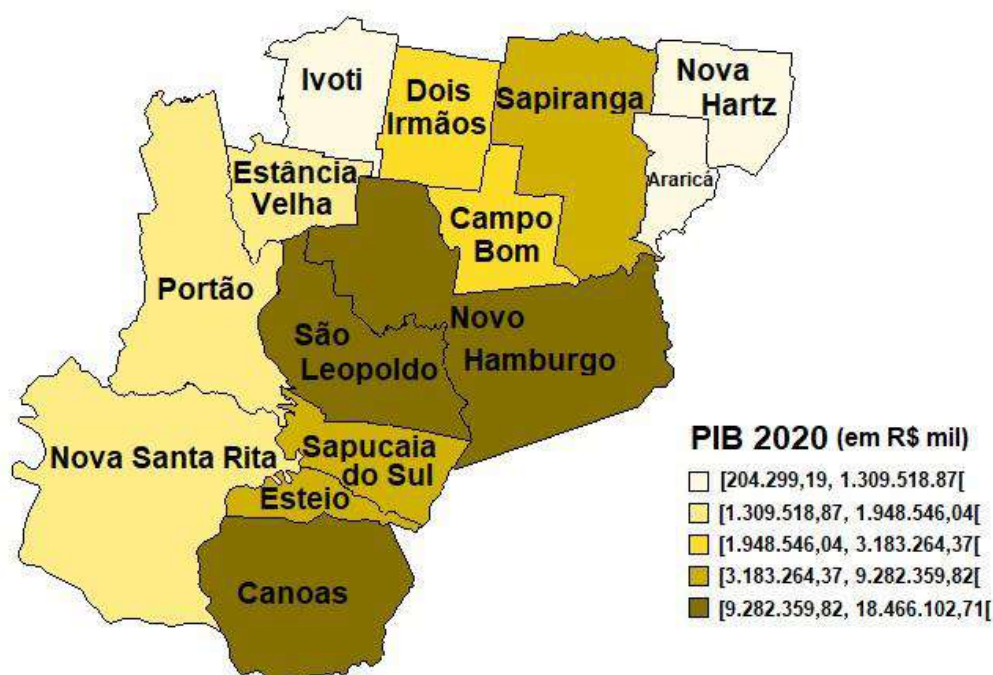 Ivoti
Dois
Irmãos
Sapiranga
Nova
Hartz
Araricá
Estância
Velha
Campo
Bom
Portão
Novo
Hamburgo
São
Leopoldo
Nova Santa Rita
Sapucaia
do Sul
Esteio
Canoas
PIB 2020 (em R$ mil)
[204.299,19, 1.309.518.87[
[1.309.518,87, 1.948.546,04[
[1.948.546,04, 3.183.264,37[
[3.183.264,37, 9.282.359,82[
[9.282.359,82, 18.466.102,71[